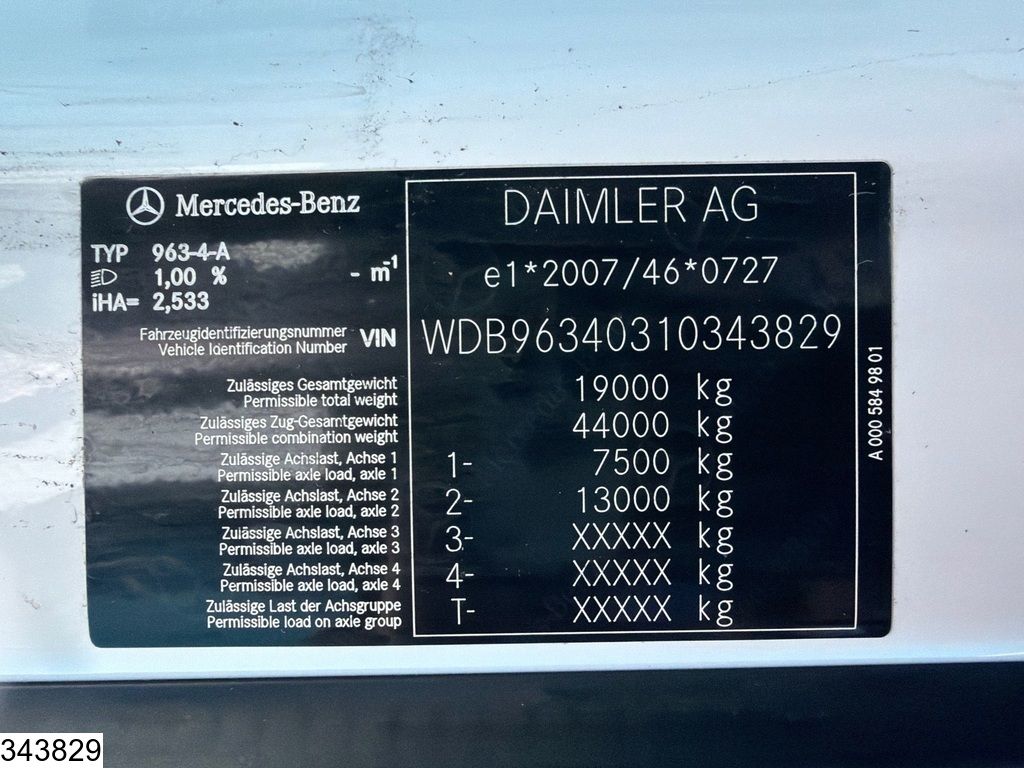 Mercedes-Benz
TYP 963-4-A
1,00 % - m-1
iHA= 2,533
DAIMLER AG
e1*2007/46*0727
Fahrzeugidentifizierungsnummer
Vehicle Identification Number VIN WDB96340310343829
Zulässiges Gesamtgewicht
Permissible total weight 19000 kg
Zulässiges Zug-Gesamtgewicht
Permissible combination weight 44000 kg
Zulässige Achslast, Achse 1
Permissible axle load, axle 1 1- 7500 kg
Zulässige Achslast, Achse 2
Permissible axle load, axle 2 2- 13000 kg
Zulässige Achslast, Achse 3
Permissible axle load, axle 3 3- XXXXX kg
Zulässige Achslast, Achse 4
Permissible axle load, axle 4 4- XXXXX kg
Zulässige Last der Achsgruppe
Permissible load on axle group T- XXXXX kg
A 000 584 98 01
343829